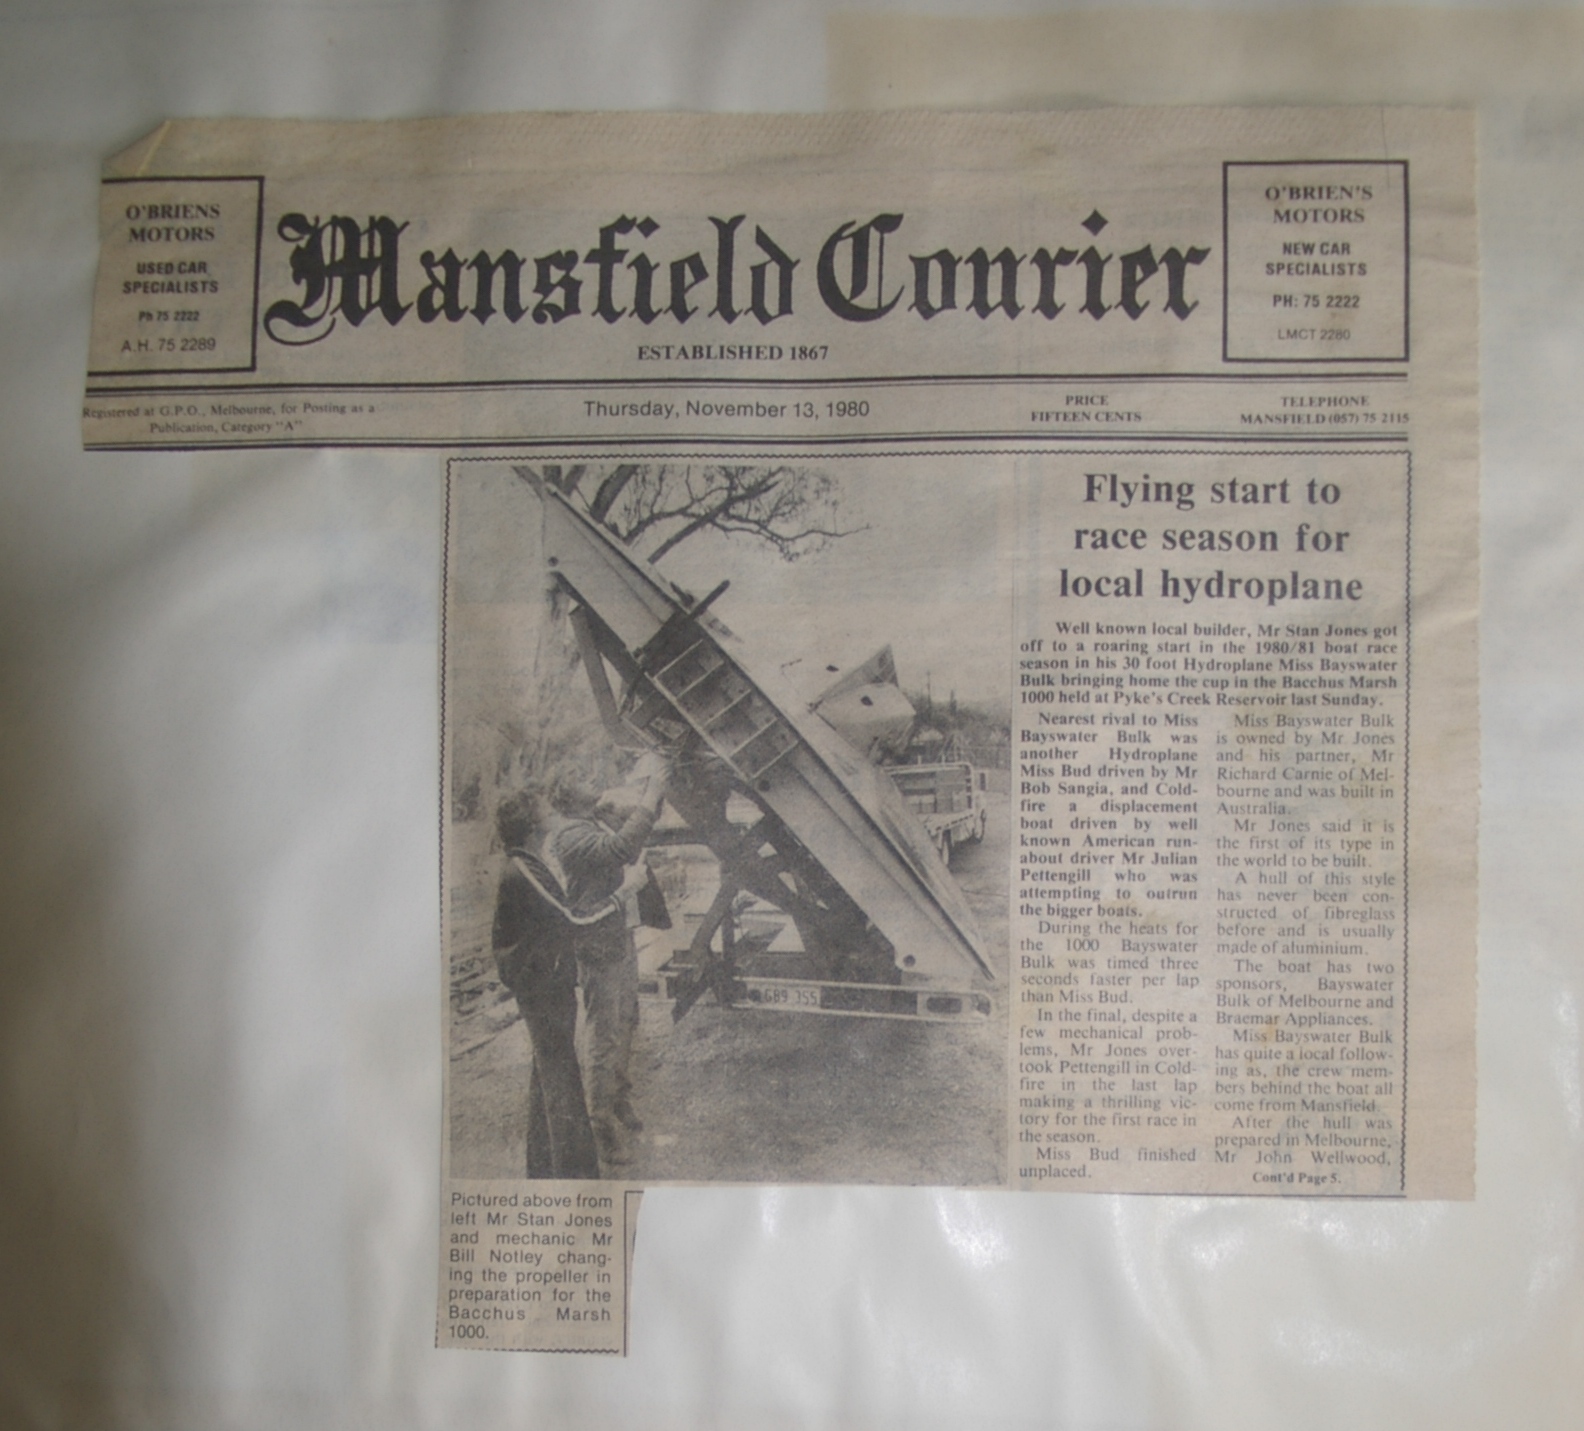 O'BRIENS
MOTORS
USED CAR
SPECIALISTS
Ph 75 2222
A.H. 75 2289
Mansfield Courier
ESTABLISHED 1867
O'BRIEN'S
MOTORS
NEW CAR
SPECIALISTS
PH: 75 2222
LMCT 2280
Registered at G.P.O., Melbourne, for Posting as a
Publication, Category "A"
Thursday, November 13, 1980
PRICE
FIFTEEN CENTS
TELEPHONE
MANSFIELD (057) 75 2115
Flying start to
race season for
local hydroplane
Well known local builder, Mr Stan Jones got
off to a roaring start in the 1980/81 boat race
season in his 30 foot Hydroplane Miss Bayswater
Bulk bringing home the cup in the Bacchus Marsh
1000 held at Pyke's Creek Reservoir last Sunday.
Nearest rival to Miss
Bayswater Bulk was
another Hydroplane
Miss Bud driven by Mr
Bob Sangia, and Cold-
fire a displacement
boat driven by well
known American run-
about driver Mr Julian
Pettengill who was
attempting to outrun
the bigger boats.
During the heats for
the 1000 Bayswater
Bulk was timed three
seconds faster per lap
than Miss Bud.
In the final, despite a
few mechanical prob-
lems, Mr Jones over-
took Pettengill in Cold-
fire in the last lap
making a thrilling vic-
tory for the first race in
the season.
Miss Bud finished
unplaced.
Miss Bayswater Bulk
is owned by Mr Jones
and his partner, Mr
Richard Carnie of Mel-
bourne and was built in
Australia.
Mr Jones said it is
the first of its type in
the world to be built.
A hull of this style
has never been con-
structed of fibreglass
before and is usually
made of aluminium.
The boat has two
sponsors, Bayswater
Bulk of Melbourne and
Braemar Appliances.
Miss Bayswater Bulk
has quite a local follow-
ing as, the crew mem-
bers behind the boat all
come from Mansfield.
After the hull was
prepared in Melbourne,
Mr John Wellwood,
Cont'd Page 5.
Pictured above from
left Mr Stan Jones
and mechanic Mr
Bill Notley chang-
ing the propeller in
preparation for the
Bacchus Marsh
1000.